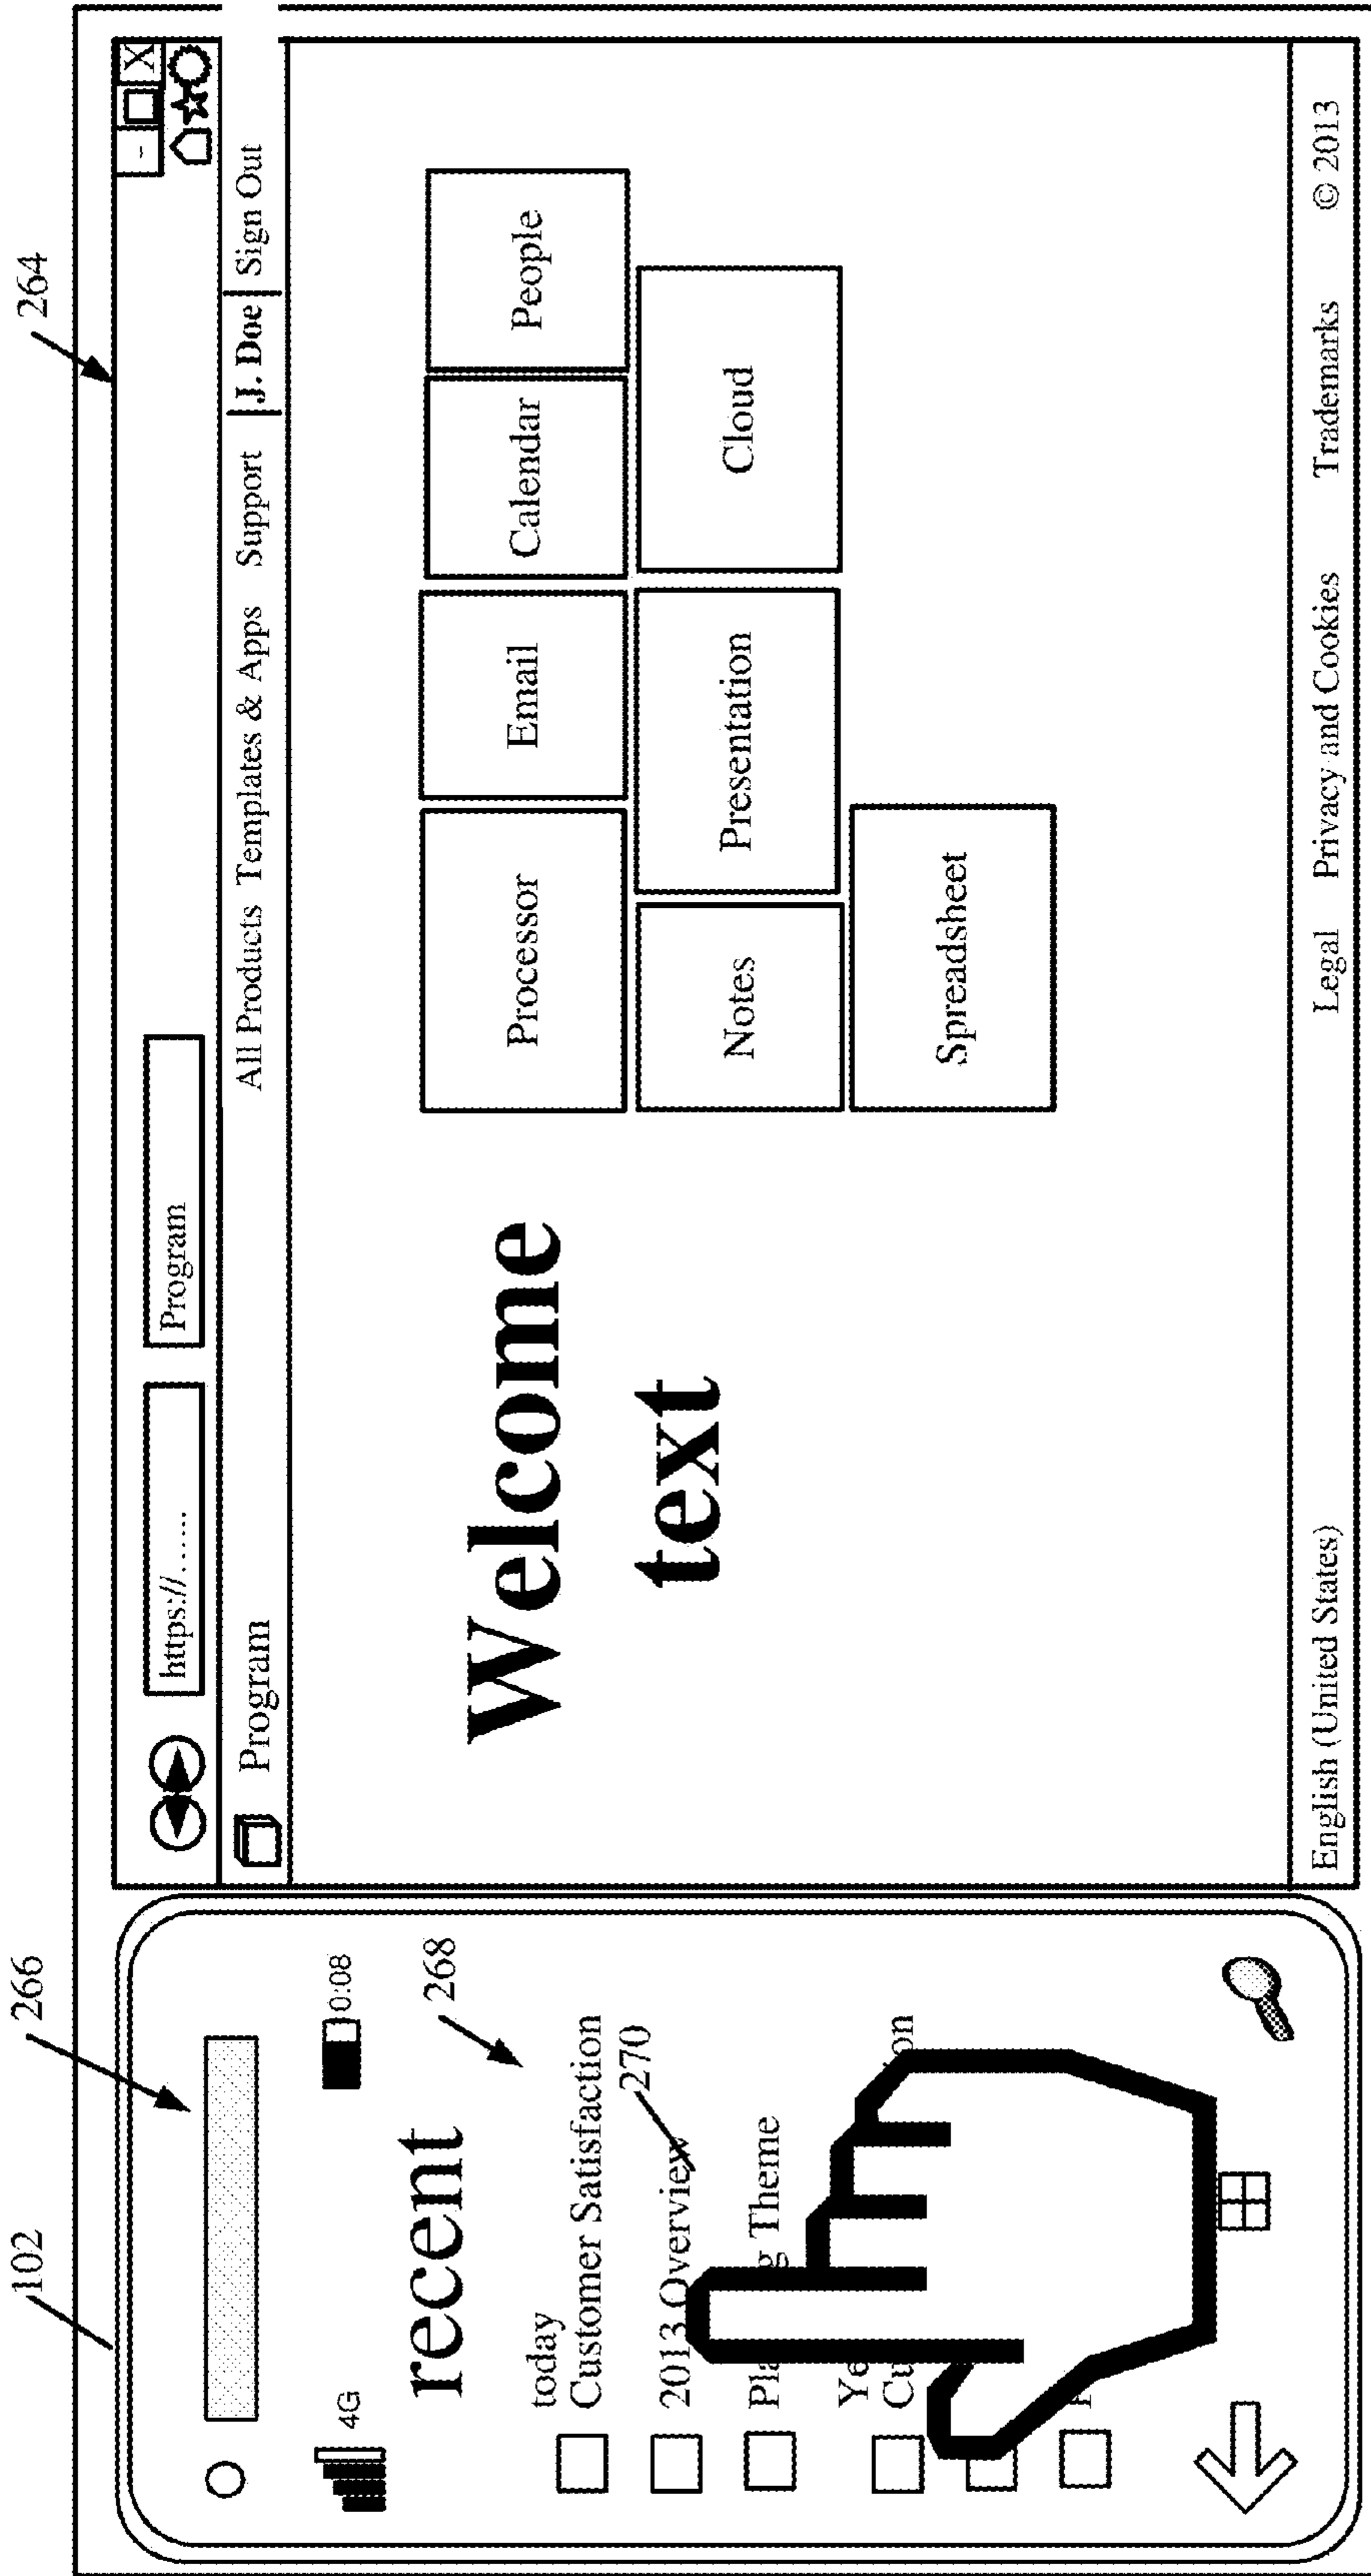 102
266
264
4G
0:08
recent
268
today
Customer Satisfaction
270
2013 Overview
Theme
https://......
Program
- X
Program
All Products Templates & Apps Support J. Doe Sign Out
Welcome
text
Processor Email Calendar People
Notes Presentation Cloud
Spreadsheet
English (United States) Legal Privacy and Cookies Trademarks © 2013